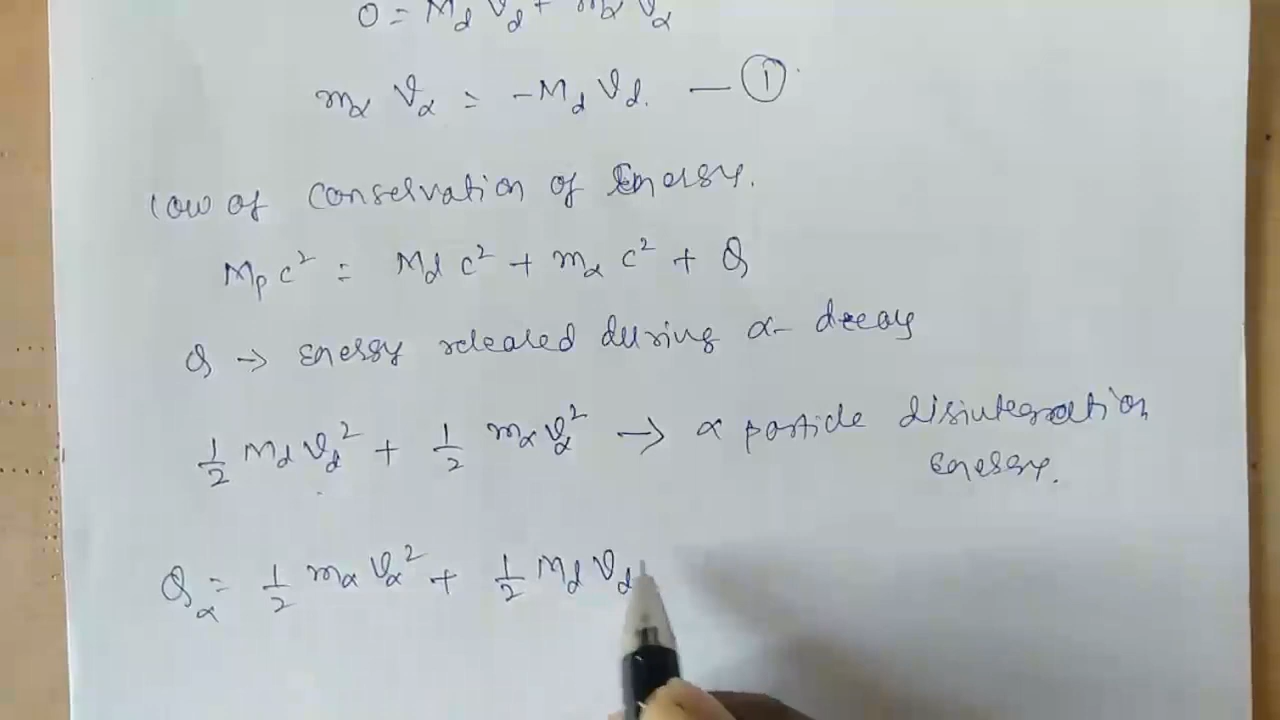 0 = M_d V_d + m_α V_α
m_α V_α = -M_d V_d. — ①
law of conservation of Energy.
M_p c² = M_d c² + m_α c² + Q
Q → energy released during α- decay
1/2 M_d V_d² + 1/2 m_α V_α² → α particle disintegration
energy.
Q_α = 1/2 m_α V_α² + 1/2 M_d V_d